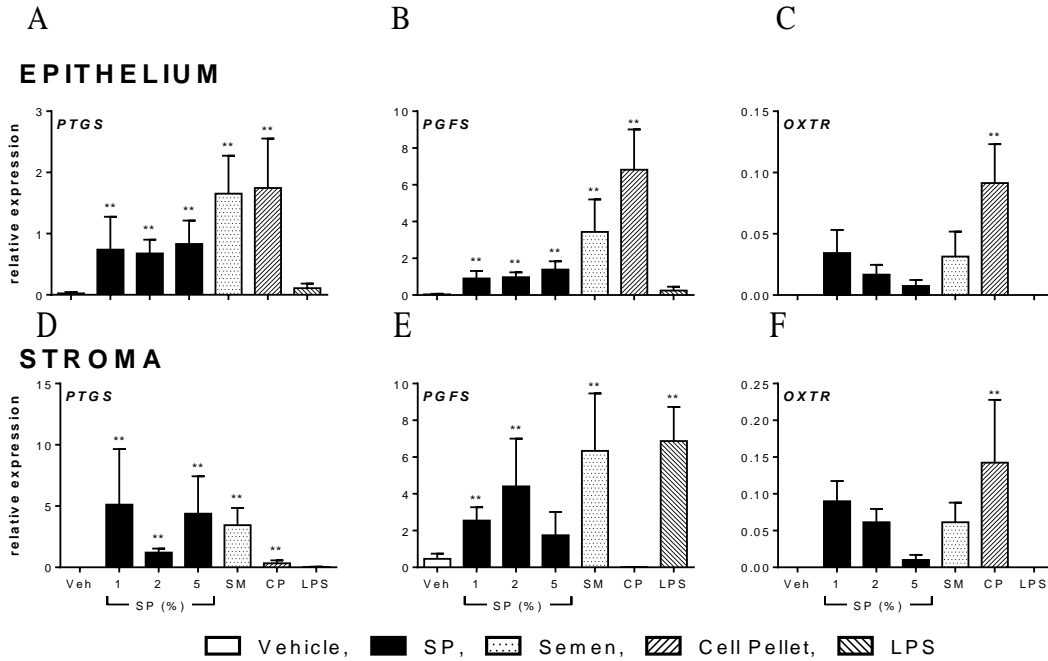 A B C
EPITHELIUM
3 10 0.15
PTGS PGFS OXTR
** ** ** ** **
** ** ** ** **
**
relative expression
2 8 0.10
1 6 0.05
0 4 0.00
2
0
D E F
STROMA
15 10 0.25
PTGS PGFS OXTR
** ** ** ** **
** ** ** **
**
relative expression
10 8 0.20
5 6 0.15
0 4 0.10
2 0.05
0 0.00
Veh 1 2 5 SM CP LPS Veh 1 2 5 SM CP LPS Veh 1 2 5 SM CP LPS
SP (%) SP (%) SP (%)
Vehicle, SP, Semen, Cell Pellet, LPS